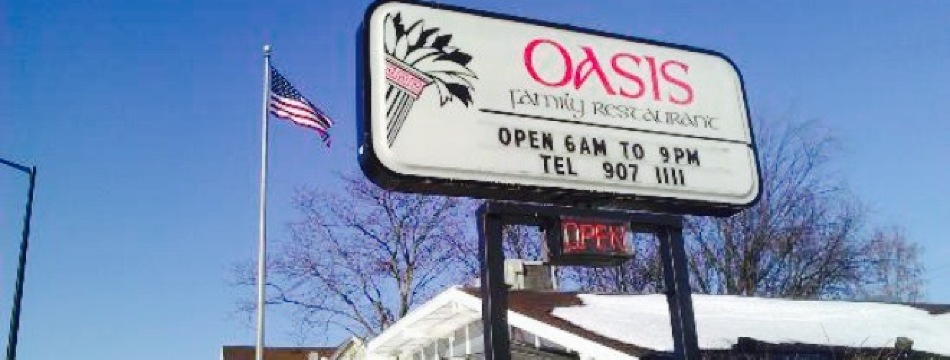 OASIS
FAMILY RESTAURANT
OPEN 6AM TO 9PM
TEL 907 1111
OPEN